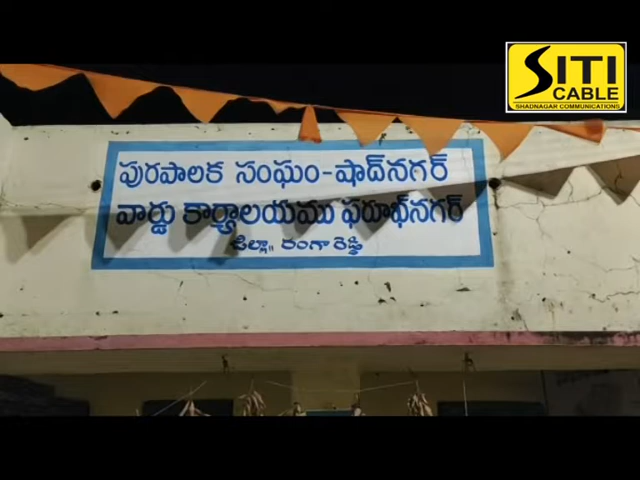 SITI
CABLE
SHADNAGAR COMMUNICATIONS
పురపాలక సంఘం-షాద్‌నగర్
వార్డు కార్యాలయము ఫరూఖ్‌నగర్
జిల్లా॥ రంగా రెడ్డి